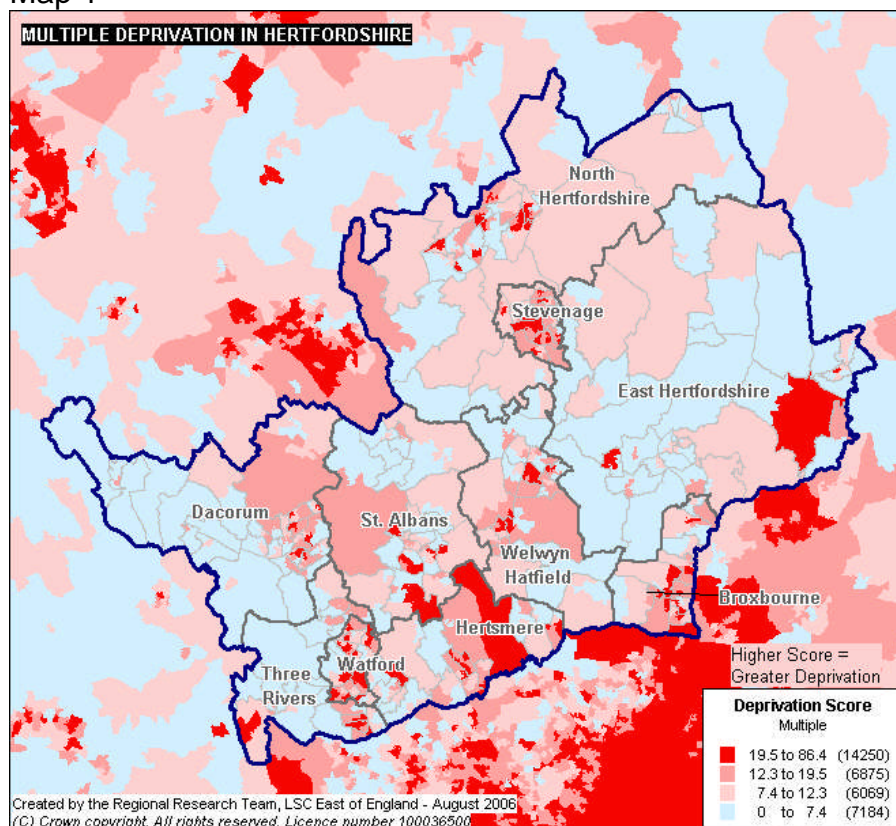 MULTIPLE DEPRIVATION IN HERTFORDSHIRE
North
Hertfordshire
Stevenage
East Hertfordshire
Dacorum
St. Albans
Welwyn
Hatfield
Broxbourne
Hertsmere
Watford
Three
Rivers
Higher Score =
Greater Deprivation
Deprivation Score
Multiple
19.5 to 86.4 (14250)
12.3 to 19.5 (6875)
7.4 to 12.3 (6069)
0 to 7.4 (7184)
Created by the Regional Research Team, LSC East of England - August 2006
(C) Crown copyright. All rights reserved. Licence number 100036500